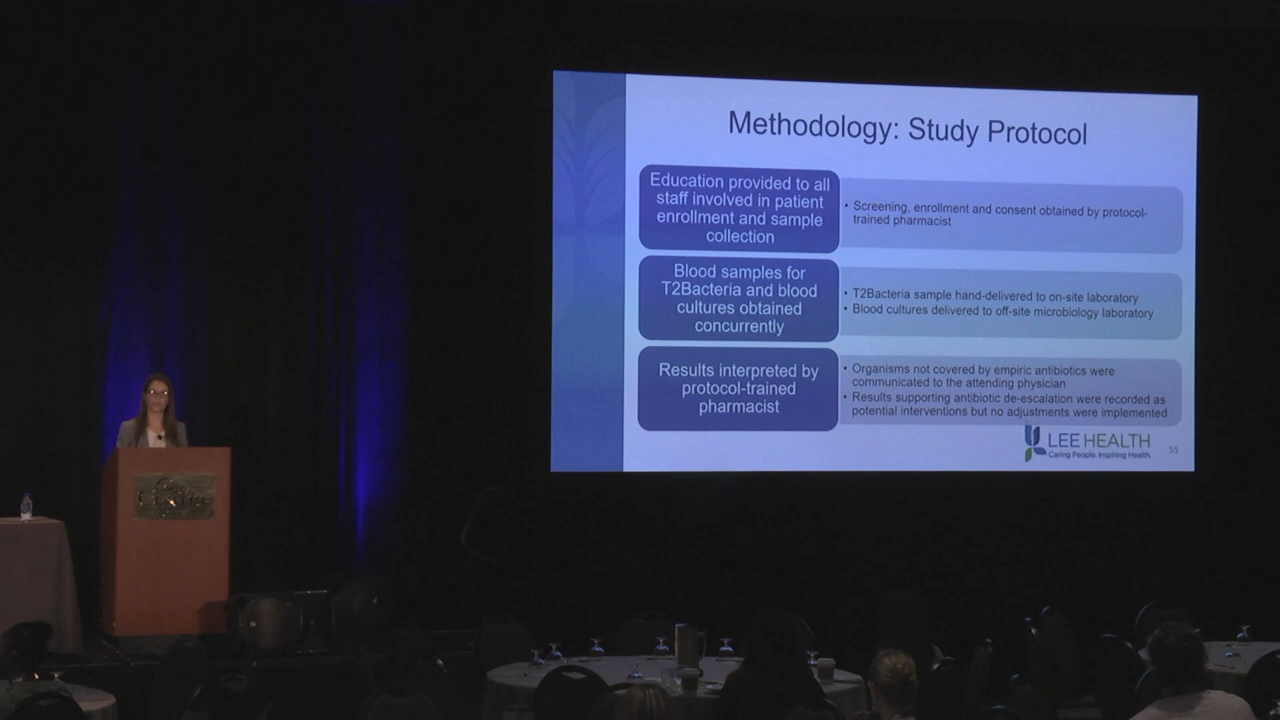 Methodology: Study Protocol
Education provided to all
staff involved in patient
enrollment and sample
collection
• Screening, enrollment and consent obtained by protocol-
trained pharmacist
Blood samples for
T2Bacteria and blood
cultures obtained
concurrently
• T2Bacteria sample hand-delivered to on-site laboratory
• Blood cultures delivered to off-site microbiology laboratory
Results interpreted by
protocol-trained
pharmacist
• Organisms not covered by empiric antibiotics were
communicated to the attending physician
• Results supporting antibiotic de-escalation were recorded as
potential interventions but no adjustments were implemented
LEE HEALTH
Caring People. Inspiring Health.
55